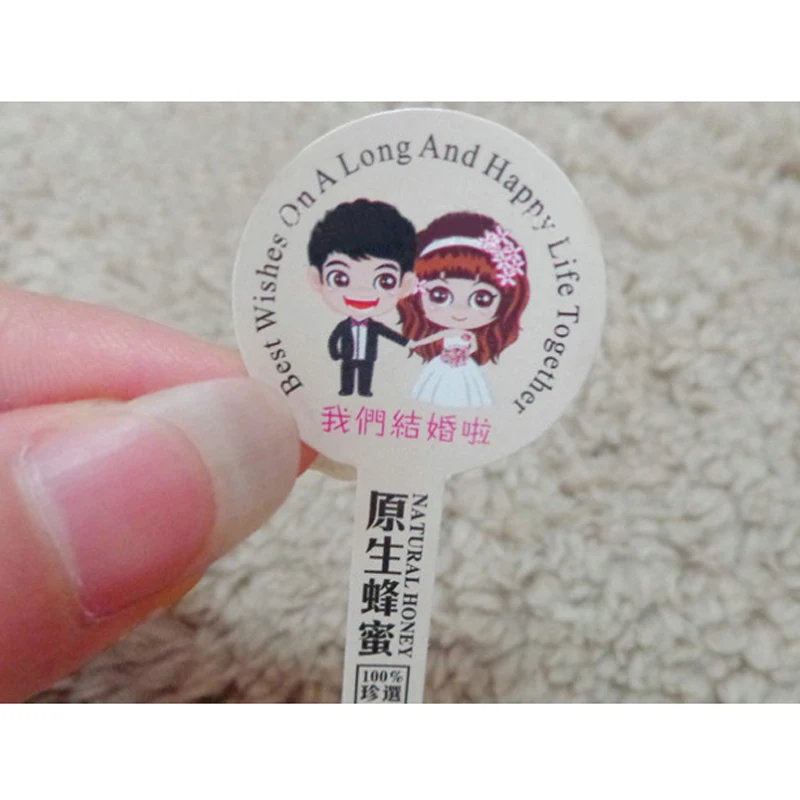 Best Wishes On A Long And Happy Life Together
我們結婚啦
原生蜂蜜
NATURAL HONEY
100%
珍選